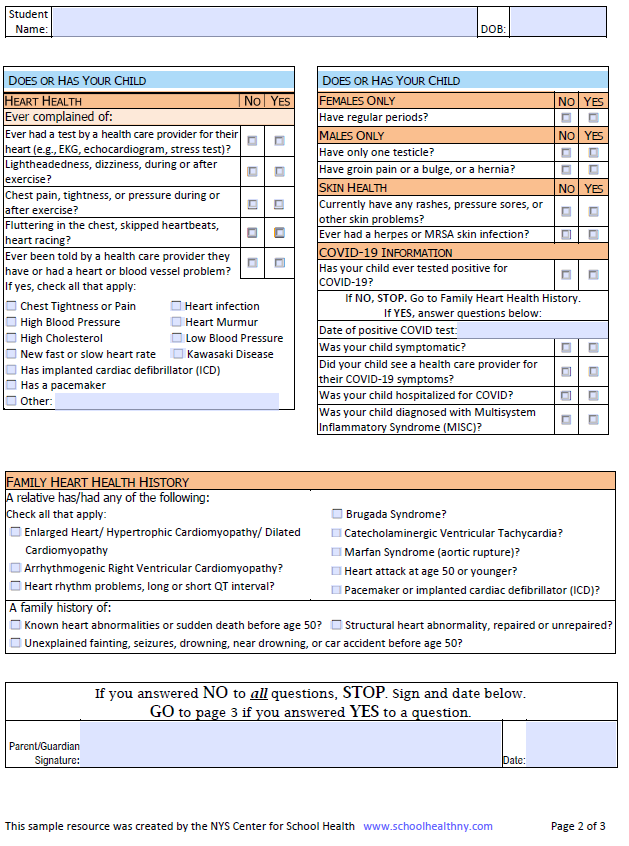 Student
Name:
DOB:
DOES OR HAS YOUR CHILD
HEART HEALTH NO YES
Ever complained of:
Ever had a test by a health care provider for their
heart (e.g., EKG, echocardiogram, stress test)?
Lightheadedness, dizziness, during or after
exercise?
Chest pain, tightness, or pressure during or
after exercise?
Fluttering in the chest, skipped heartbeats,
heart racing?
Ever been told by a health care provider they
have or had a heart or blood vessel problem?
If yes, check all that apply:
Chest Tightness or Pain Heart infection
High Blood Pressure Heart Murmur
High Cholesterol Low Blood Pressure
New fast or slow heart rate Kawasaki Disease
Has implanted cardiac defibrillator (ICD)
Has a pacemaker
Other:
DOES OR HAS YOUR CHILD
FEMALES ONLY NO YES
Have regular periods?
MALES ONLY NO YES
Have only one testicle?
Have groin pain or a bulge, or a hernia?
SKIN HEALTH NO YES
Currently have any rashes, pressure sores, or
other skin problems?
Ever had a herpes or MRSA skin infection?
COVID-19 INFORMATION
Has your child ever tested positive for
COVID-19?
If NO, STOP. Go to Family Heart Health History.
If YES, answer questions below:
Date of positive COVID test:
Was your child symptomatic?
Did your child see a health care provider for
their COVID-19 symptoms?
Was your child hospitalized for COVID?
Was your child diagnosed with Multisystem
Inflammatory Syndrome (MISC)?
FAMILY HEART HEALTH HISTORY
A relative has/had any of the following:
Check all that apply:
Enlarged Heart/ Hypertrophic Cardiomyopathy/ Dilated
Cardiomyopathy
Arrhythmogenic Right Ventricular Cardiomyopathy?
Heart rhythm problems, long or short QT interval?
Brugada Syndrome?
Catecholaminergic Ventricular Tachycardia?
Marfan Syndrome (aortic rupture)?
Heart attack at age 50 or younger?
Pacemaker or implanted cardiac defibrillator (ICD)?
A family history of:
Known heart abnormalities or sudden death before age 50? Structural heart abnormality, repaired or unrepaired?
Unexplained fainting, seizures, drowning, near drowning, or car accident before age 50?
If you answered NO to all questions, STOP. Sign and date below.
GO to page 3 if you answered YES to a question.
Parent/Guardian
Signature:
Date:
This sample resource was created by the NYS Center for School Health www.schoolhealthny.com Page 2 of 3